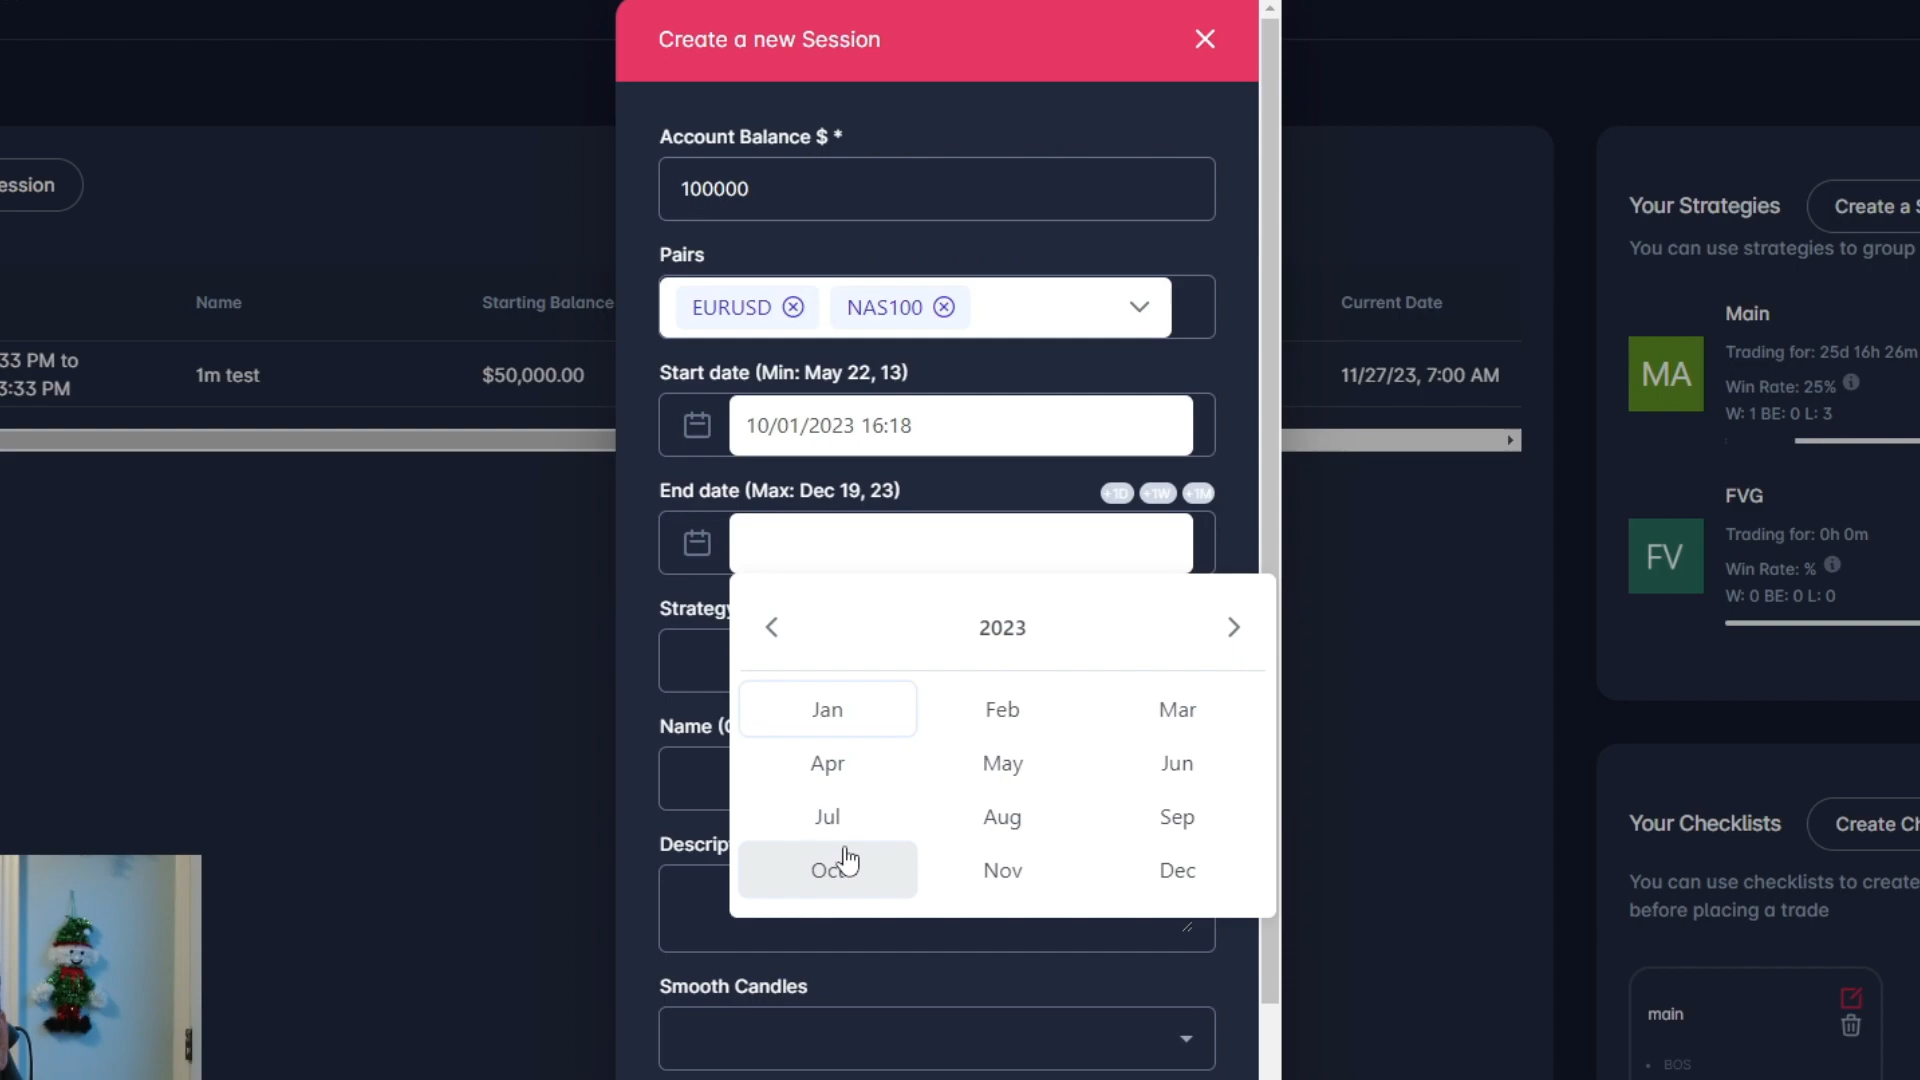 Create a new Session
Account Balance $ *
100000
Pairs
EURUSD
NAS100
Start date (Min: May 22, 13)
10/01/2023 16:18
End date (Max: Dec 19, 23)
+1D +1W +1M
2023
Jan Feb Mar
Apr May Jun
Jul Aug Sep
Oct Nov Dec
Strategy
Name (
Descrip
Smooth Candles
ession
Name Starting Balance Current Date
33 PM to
3:33 PM
1m test $50,000.00 11/27/23, 7:00 AM
Your Strategies Create a S
You can use strategies to group
MA
Main
Trading for: 25d 16h 26m
Win Rate: 25%
W: 1 BE: 0 L: 3
FV
FVG
Trading for: 0h 0m
Win Rate: %
W: 0 BE: 0 L: 0
Your Checklists Create Ch
You can use checklists to create
before placing a trade
main
• BOS